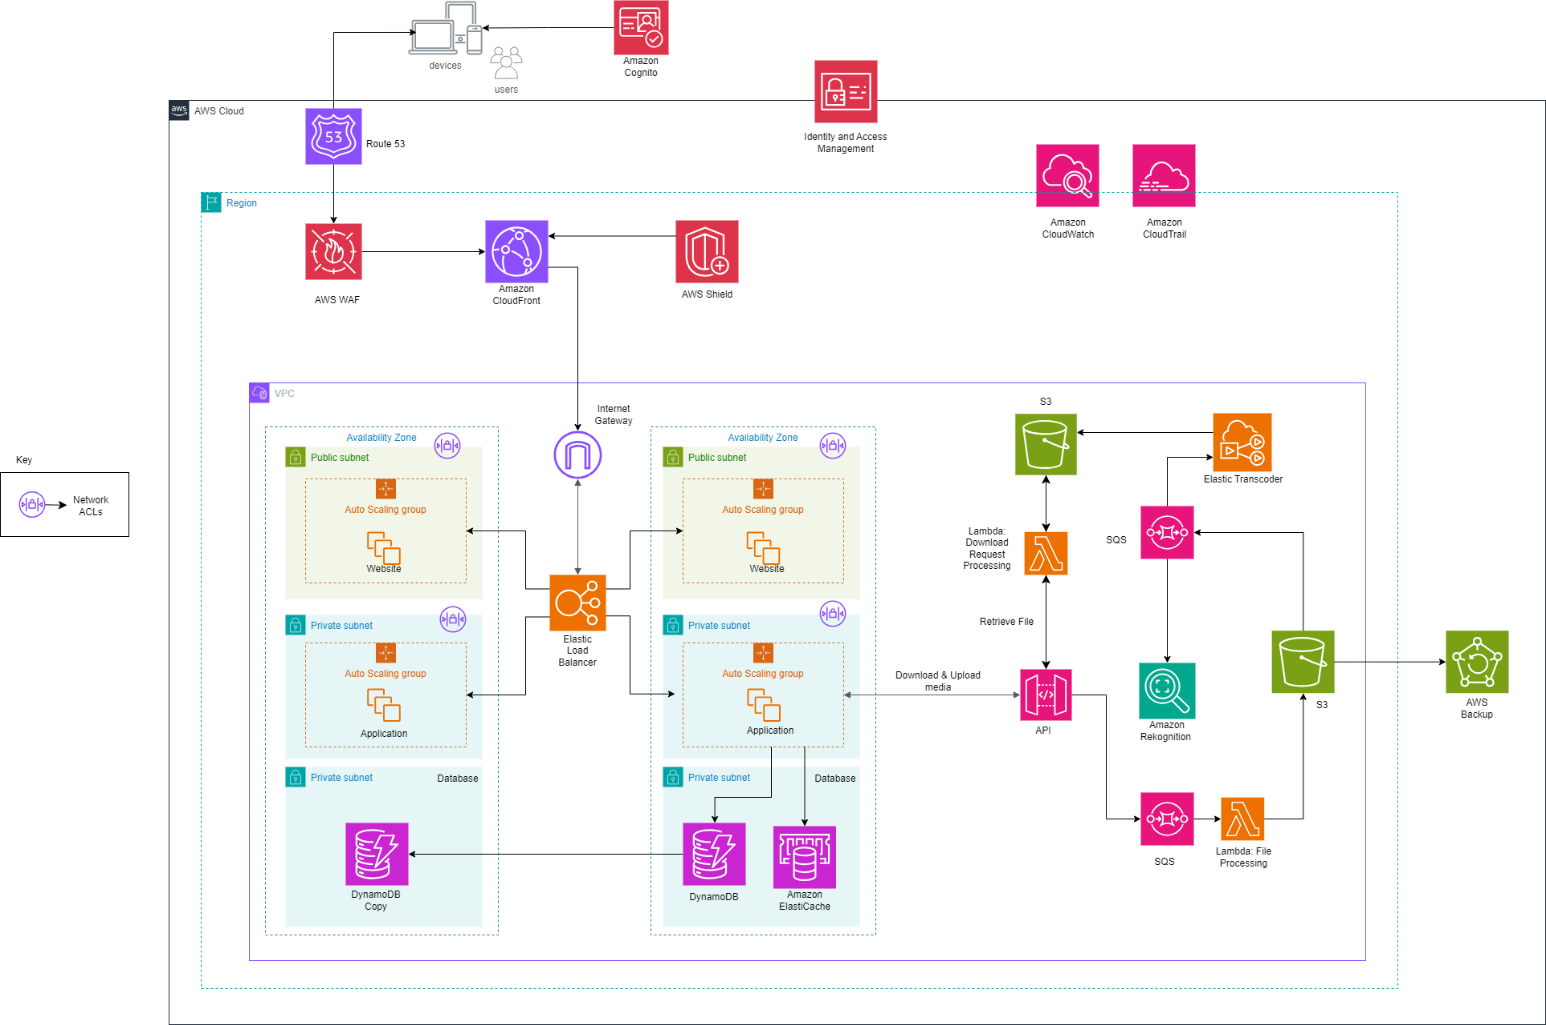 devices
users
Amazon
Cognito
aws
AWS Cloud
53
Route 53
Identity and Access
Management
Region
Amazon
CloudWatch
Amazon
CloudTrail
AWS WAF
Amazon
CloudFront
AWS Shield
VPC
Internet
Gateway
S3
Key
Network
ACLs
Availability Zone
Public subnet
Auto Scaling group
Website
Private subnet
Auto Scaling group
Application
Private subnet
Database
DynamoDB
Copy
Elastic
Load
Balancer
Availability Zone
Public subnet
Auto Scaling group
Website
Private subnet
Auto Scaling group
Application
Private subnet
Database
DynamoDB
Amazon
ElastiCache
Download & Upload
media
Lambda:
Download
Request
Processing
Retrieve File
API
Elastic Transcoder
SQS
Amazon
Rekognition
SQS
Lambda: File
Processing
S3
AWS
Backup